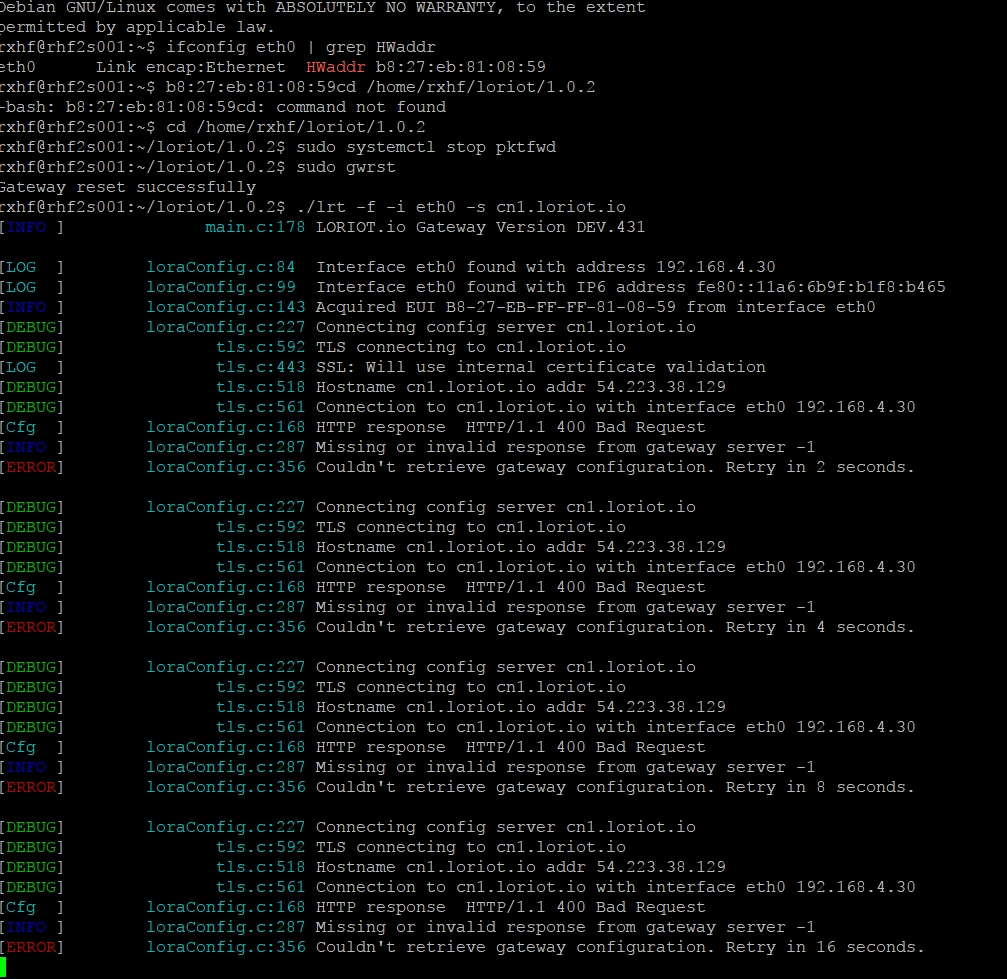 Debian GNU/Linux comes with ABSOLUTELY NO WARRANTY, to the extent
permitted by applicable law.
rxhf@rhf2s001:~$ ifconfig eth0 | grep HWaddr
eth0      Link encap:Ethernet  HWaddr b8:27:eb:81:08:59
rxhf@rhf2s001:~$ b8:27:eb:81:08:59cd /home/rxhf/loriot/1.0.2
-bash: b8:27:eb:81:08:59cd: command not found
rxhf@rhf2s001:~$ cd /home/rxhf/loriot/1.0.2
rxhf@rhf2s001:~/loriot/1.0.2$ sudo systemctl stop pktfwd
rxhf@rhf2s001:~/loriot/1.0.2$ sudo gwrst
Gateway reset successfully
rxhf@rhf2s001:~/loriot/1.0.2$ ./lrt -f -i eth0 -s cn1.loriot.io
[INFO ]              main.c:178 LORIOT.io Gateway Version DEV.431
[LOG  ]        loraConfig.c:84  Interface eth0 found with address 192.168.4.30
[LOG  ]        loraConfig.c:99  Interface eth0 found with IP6 address fe80::11a6:6b9f:b1f8:b465
[INFO ]        loraConfig.c:143 Acquired EUI B8-27-EB-FF-FF-81-08-59 from interface eth0
[DEBUG]        loraConfig.c:227 Connecting config server cn1.loriot.io
[DEBUG]               tls.c:592 TLS connecting to cn1.loriot.io
[LOG  ]               tls.c:443 SSL: Will use internal certificate validation
[DEBUG]               tls.c:518 Hostname cn1.loriot.io addr 54.223.38.129
[DEBUG]               tls.c:561 Connection to cn1.loriot.io with interface eth0 192.168.4.30
[Cfg  ]        loraConfig.c:168 HTTP response  HTTP/1.1 400 Bad Request
[INFO ]        loraConfig.c:287 Missing or invalid response from gateway server -1
[ERROR]        loraConfig.c:356 Couldn't retrieve gateway configuration. Retry in 2 seconds.
[DEBUG]        loraConfig.c:227 Connecting config server cn1.loriot.io
[DEBUG]               tls.c:592 TLS connecting to cn1.loriot.io
[DEBUG]               tls.c:518 Hostname cn1.loriot.io addr 54.223.38.129
[DEBUG]               tls.c:561 Connection to cn1.loriot.io with interface eth0 192.168.4.30
[Cfg  ]        loraConfig.c:168 HTTP response  HTTP/1.1 400 Bad Request
[INFO ]        loraConfig.c:287 Missing or invalid response from gateway server -1
[ERROR]        loraConfig.c:356 Couldn't retrieve gateway configuration. Retry in 4 seconds.
[DEBUG]        loraConfig.c:227 Connecting config server cn1.loriot.io
[DEBUG]               tls.c:592 TLS connecting to cn1.loriot.io
[DEBUG]               tls.c:518 Hostname cn1.loriot.io addr 54.223.38.129
[DEBUG]               tls.c:561 Connection to cn1.loriot.io with interface eth0 192.168.4.30
[Cfg  ]        loraConfig.c:168 HTTP response  HTTP/1.1 400 Bad Request
[INFO ]        loraConfig.c:287 Missing or invalid response from gateway server -1
[ERROR]        loraConfig.c:356 Couldn't retrieve gateway configuration. Retry in 8 seconds.
[DEBUG]        loraConfig.c:227 Connecting config server cn1.loriot.io
[DEBUG]               tls.c:592 TLS connecting to cn1.loriot.io
[DEBUG]               tls.c:518 Hostname cn1.loriot.io addr 54.223.38.129
[DEBUG]               tls.c:561 Connection to cn1.loriot.io with interface eth0 192.168.4.30
[Cfg  ]        loraConfig.c:168 HTTP response  HTTP/1.1 400 Bad Request
[INFO ]        loraConfig.c:287 Missing or invalid response from gateway server -1
[ERROR]        loraConfig.c:356 Couldn't retrieve gateway configuration. Retry in 16 seconds.